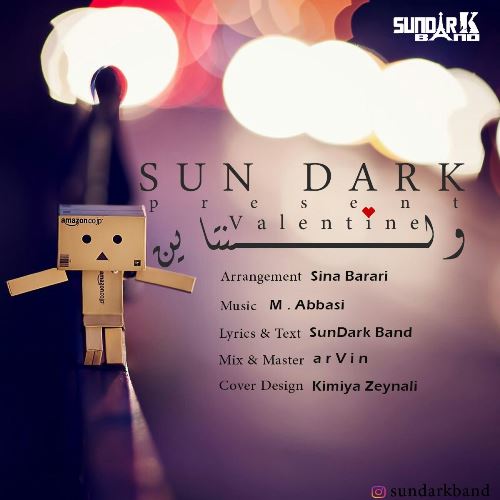 SUNDARK
BAND
SUN DARK
present
Valentine
ولنتاین
amazon.co.jp
Arrangement Sina Barari
Music M . Abbasi
Lyrics & Text SunDark Band
Mix & Master arVin
Cover Design Kimiya Zeynali
sundarkband